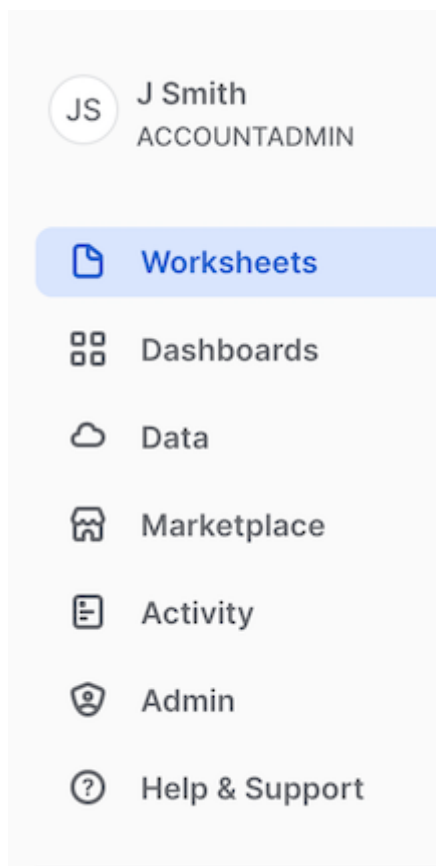 JS
J Smith
ACCOUNTADMIN
Worksheets
Dashboards
Data
Marketplace
Activity
Admin
Help & Support